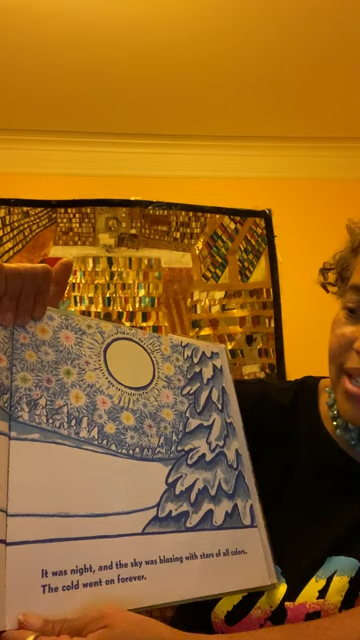 It was night, and the sky was blazing with stars of all colors.
The cold went on forever.